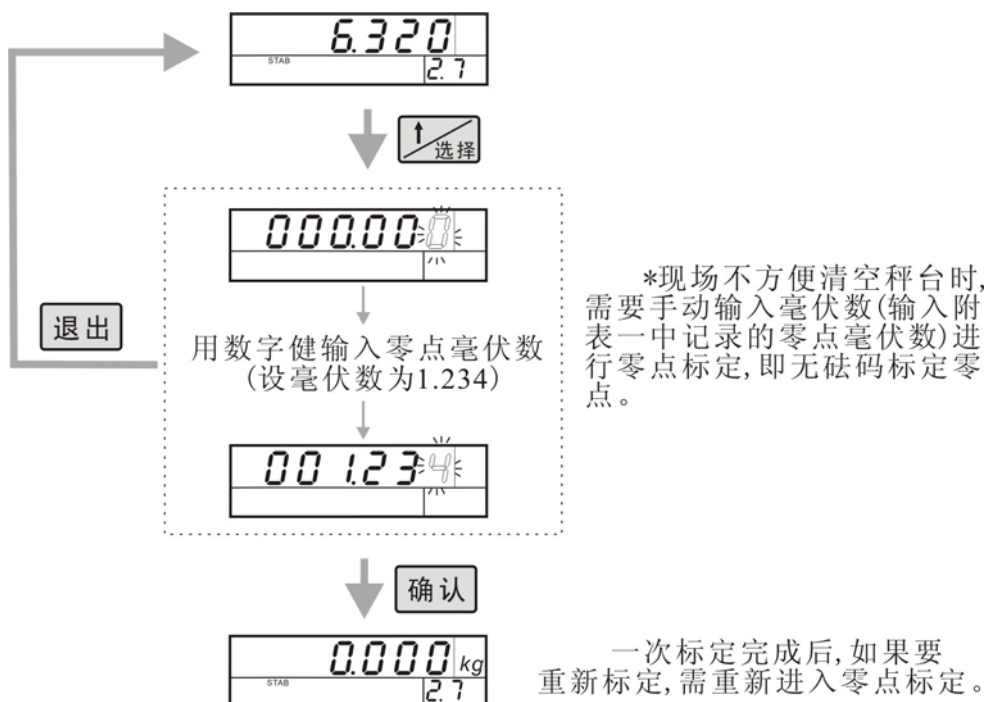 6.320
STAB
2.7
↑/选择
000.000
退出
用数字健输入零点毫伏数
(设毫伏数为1.234)
*现场不方便清空秤台时,
需要手动输入毫伏数(输入附
表一中记录的零点毫伏数)进
行零点标定,即无砝码标定零
点。
001.234
确认
0.000 kg
STAB
2.7
一次标定完成后,如果要
重新标定,需重新进入零点标定。